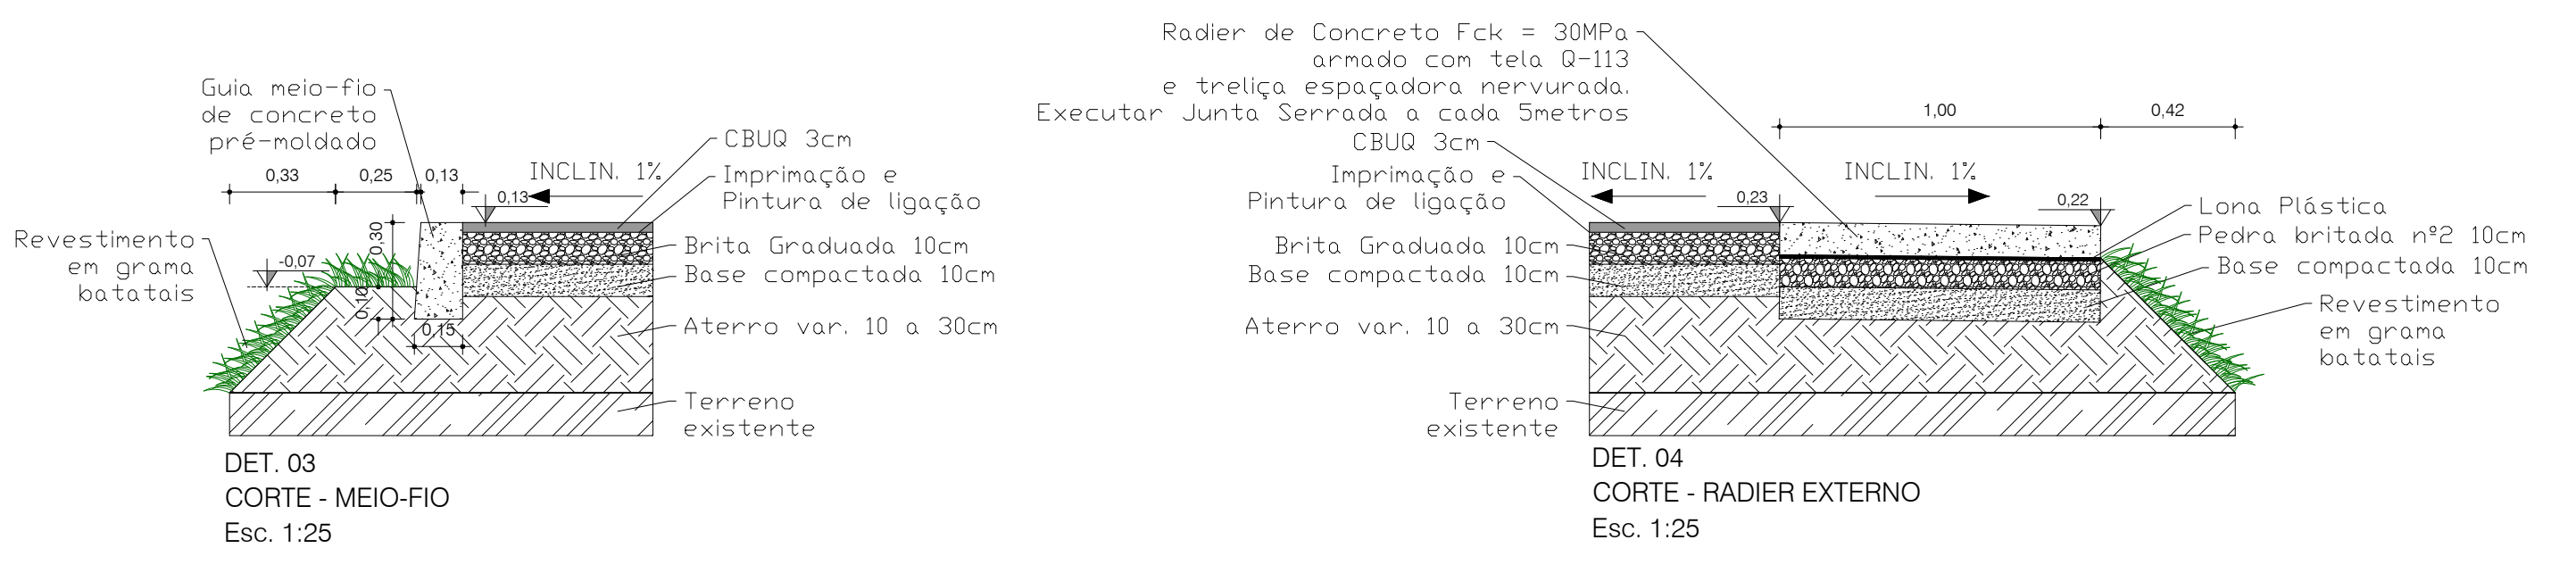 Guia meio-fio
de concreto
pré-moldado
0,33
0,25
0,13
INCLIN. 1%
0,13
CBUQ 3cm
Imprimação e
Pintura de ligação
Revestimento
em grama
batatais
-0,07
0,30
0,10
0,15
Brita Graduada 10cm
Base compactada 10cm
Aterro var. 10 a 30cm
Terreno
existente
DET. 03
CORTE - MEIO-FIO
Esc. 1:25
Radier de Concreto Fck = 30MPa
armado com tela Q-113
e treliça espaçadora nervurada.
Executar Junta Serrada a cada 5metros
CBUQ 3cm
Imprimação e
Pintura de ligação
Brita Graduada 10cm
Base compactada 10cm
Aterro var. 10 a 30cm
Terreno
existente
INCLIN. 1%
INCLIN. 1%
1,00
0,42
0,23
0,22
Lona Plástica
Pedra britada nº2 10cm
Base compactada 10cm
Revestimento
em grama
batatais
DET. 04
CORTE - RADIER EXTERNO
Esc. 1:25